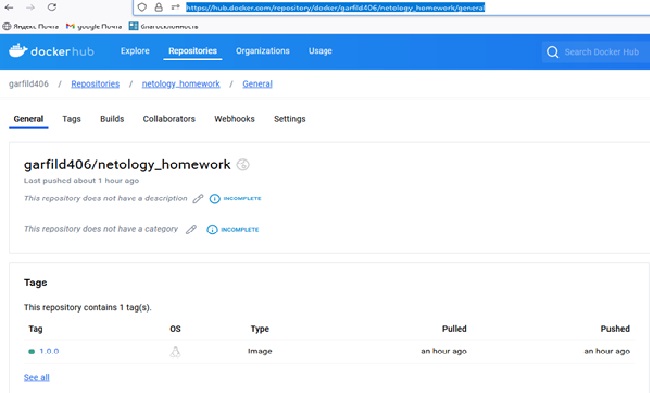 https://hub.docker.com/repository/docker/garfild406/netology_homework/general
Яндекс Почта google Почта Благосклонность
dockerhub Explore Repositories Organizations Usage Search Docker Hub
garfild406 / Repositories / netology_homework / General
General Tags Builds Collaborators Webhooks Settings
garfild406/netology_homework
Last pushed about 1 hour ago
This repository does not have a description INCOMPLETE
This repository does not have a category INCOMPLETE
Tags
This repository contains 1 tag(s).
Tag OS Type Pulled Pushed
1.0.0 Image an hour ago an hour ago
See all